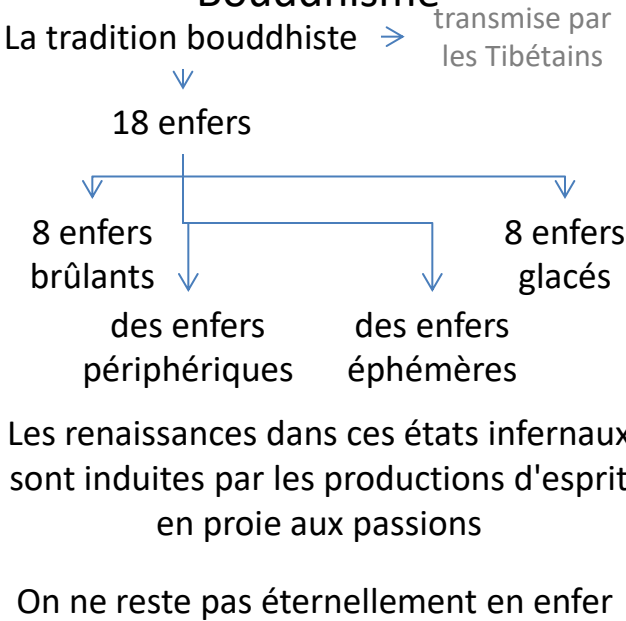 Bouddhisme
La tradition bouddhiste
transmise par
les Tibétains
18 enfers
8 enfers
brûlants
8 enfers
glacés
des enfers
périphériques
des enfers
éphémères
Les renaissances dans ces états infernaux
sont induites par les productions d'esprit
en proie aux passions
On ne reste pas éternellement en enfer